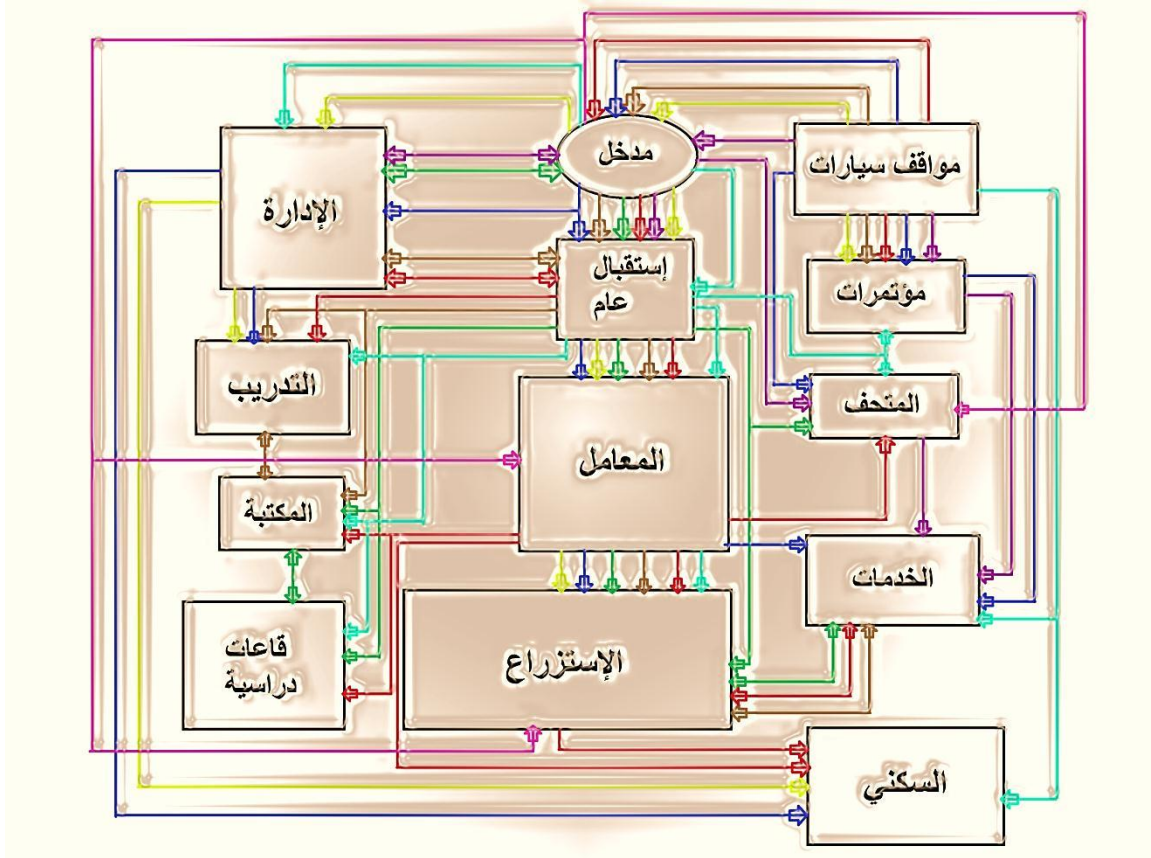 مدخل
مواقف سيارات
الإدارة
إستقبال
عام
مؤتمرات
التدريب
المتحف
المعامل
المكتبة
الخدمات
قاعات
دراسية
الإستزراع
السكني